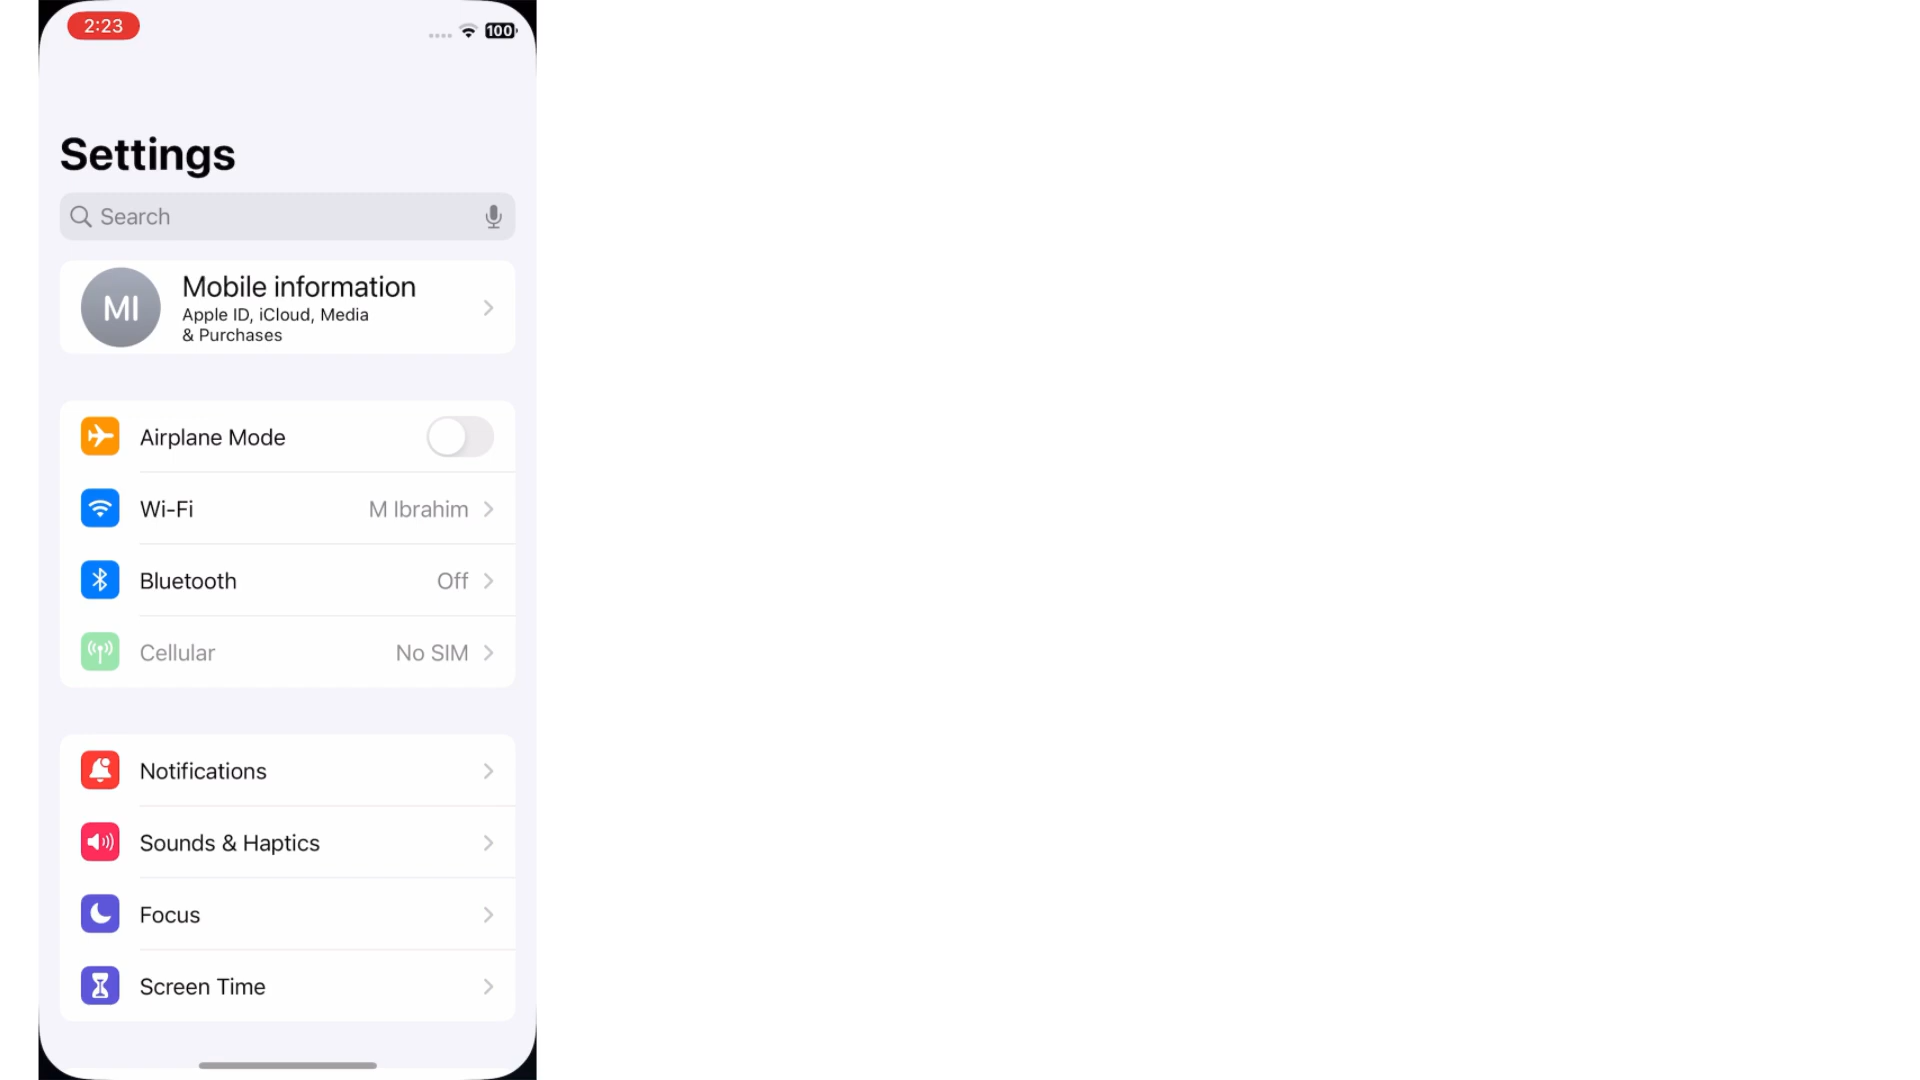 2:23
100
Settings
Search
MI
Mobile information
Apple ID, iCloud, Media
& Purchases
Airplane Mode
Wi-Fi M Ibrahim
Bluetooth Off
Cellular No SIM
Notifications
Sounds & Haptics
Focus
Screen Time